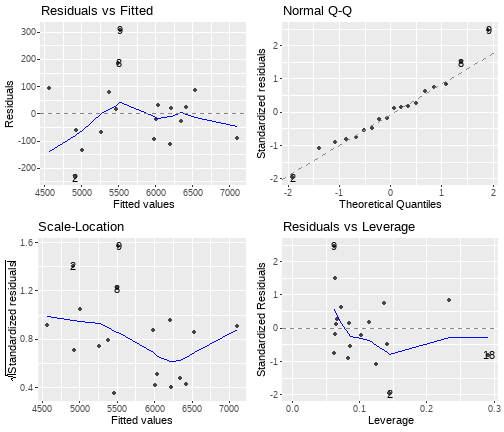 Residuals vs Fitted
Residuals
300
200
100
0
-100
-200
9
8
2
4500 5000 5500 6000 6500 7000
Fitted values
Normal Q-Q
Standardized residuals
2
1
0
-1
-2
9
8
2
-2 -1 0 1 2
Theoretical Quantiles
Scale-Location
√|Standardized residuals|
1.6
1.2
0.8
0.4
9
2
8
4500 5000 5500 6000 6500 7000
Fitted values
Residuals vs Leverage
Standardized Residuals
2
1
0
-1
-2
9
18
2
0.0 0.1 0.2 0.3
Leverage